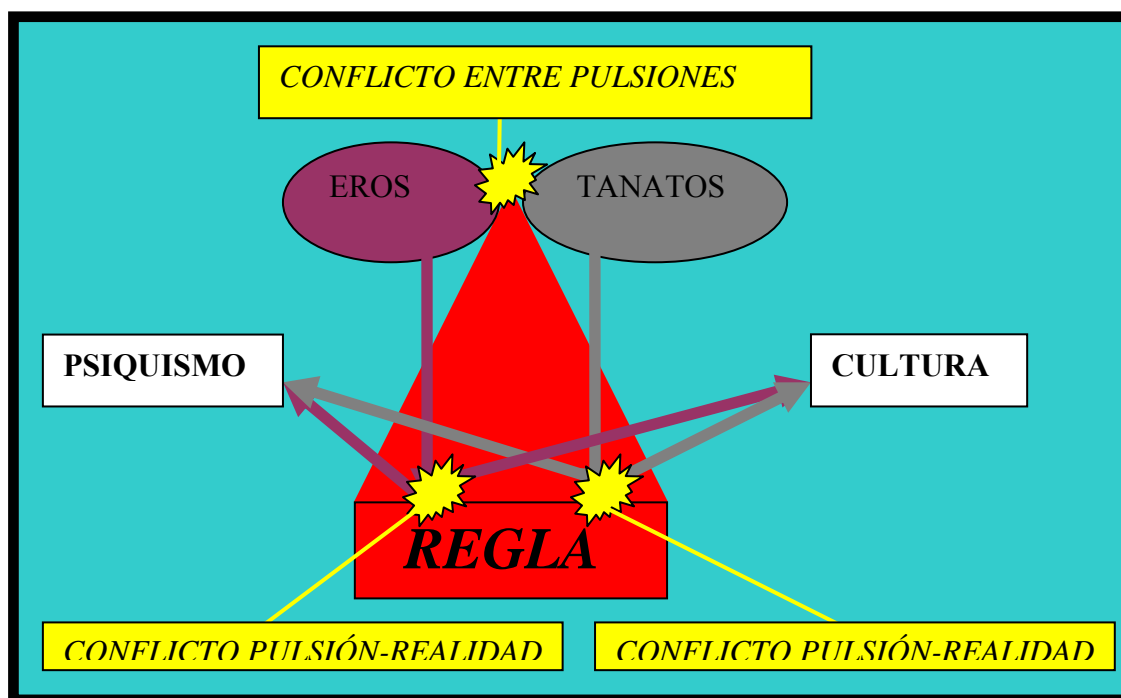 CONFLICTO ENTRE PULSIONES
EROS
TANATOS
PSIQUISMO
CULTURA
REGLA
CONFLICTO PULSIÓN-REALIDAD
CONFLICTO PULSIÓN-REALIDAD